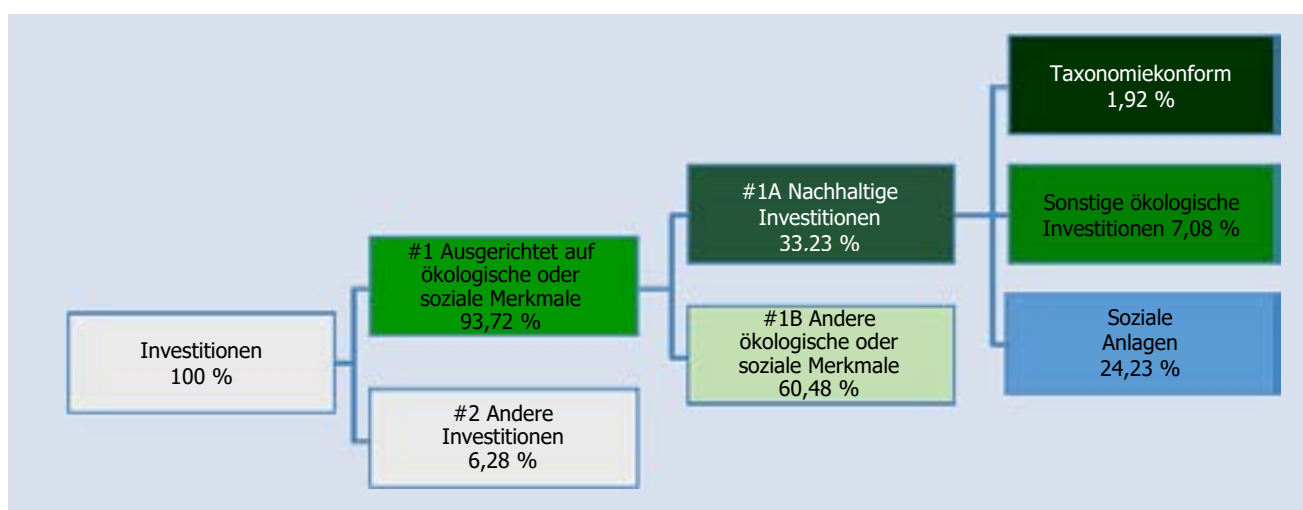 Investitionen
100 %
#1 Ausgerichtet auf
ökologische oder
soziale Merkmale
93,72 %
#2 Andere
Investitionen
6,28 %
#1A Nachhaltige
Investitionen
33.23 %
#1B Andere
ökologische oder
soziale Merkmale
60,48 %
Taxonomiekonform
1,92 %
Sonstige ökologische
Investitionen 7,08 %
Soziale
Anlagen
24,23 %